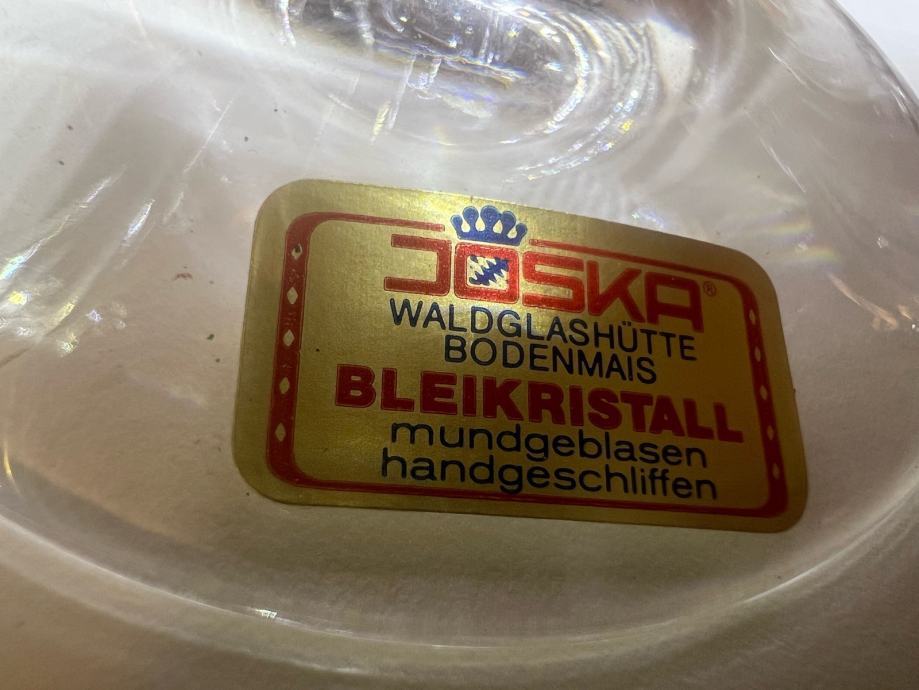 JOSKA®
WALDGLASHÜTTE
BODENMAIS
BLEIKRISTALL
mundgeblasen
handgeschliffen